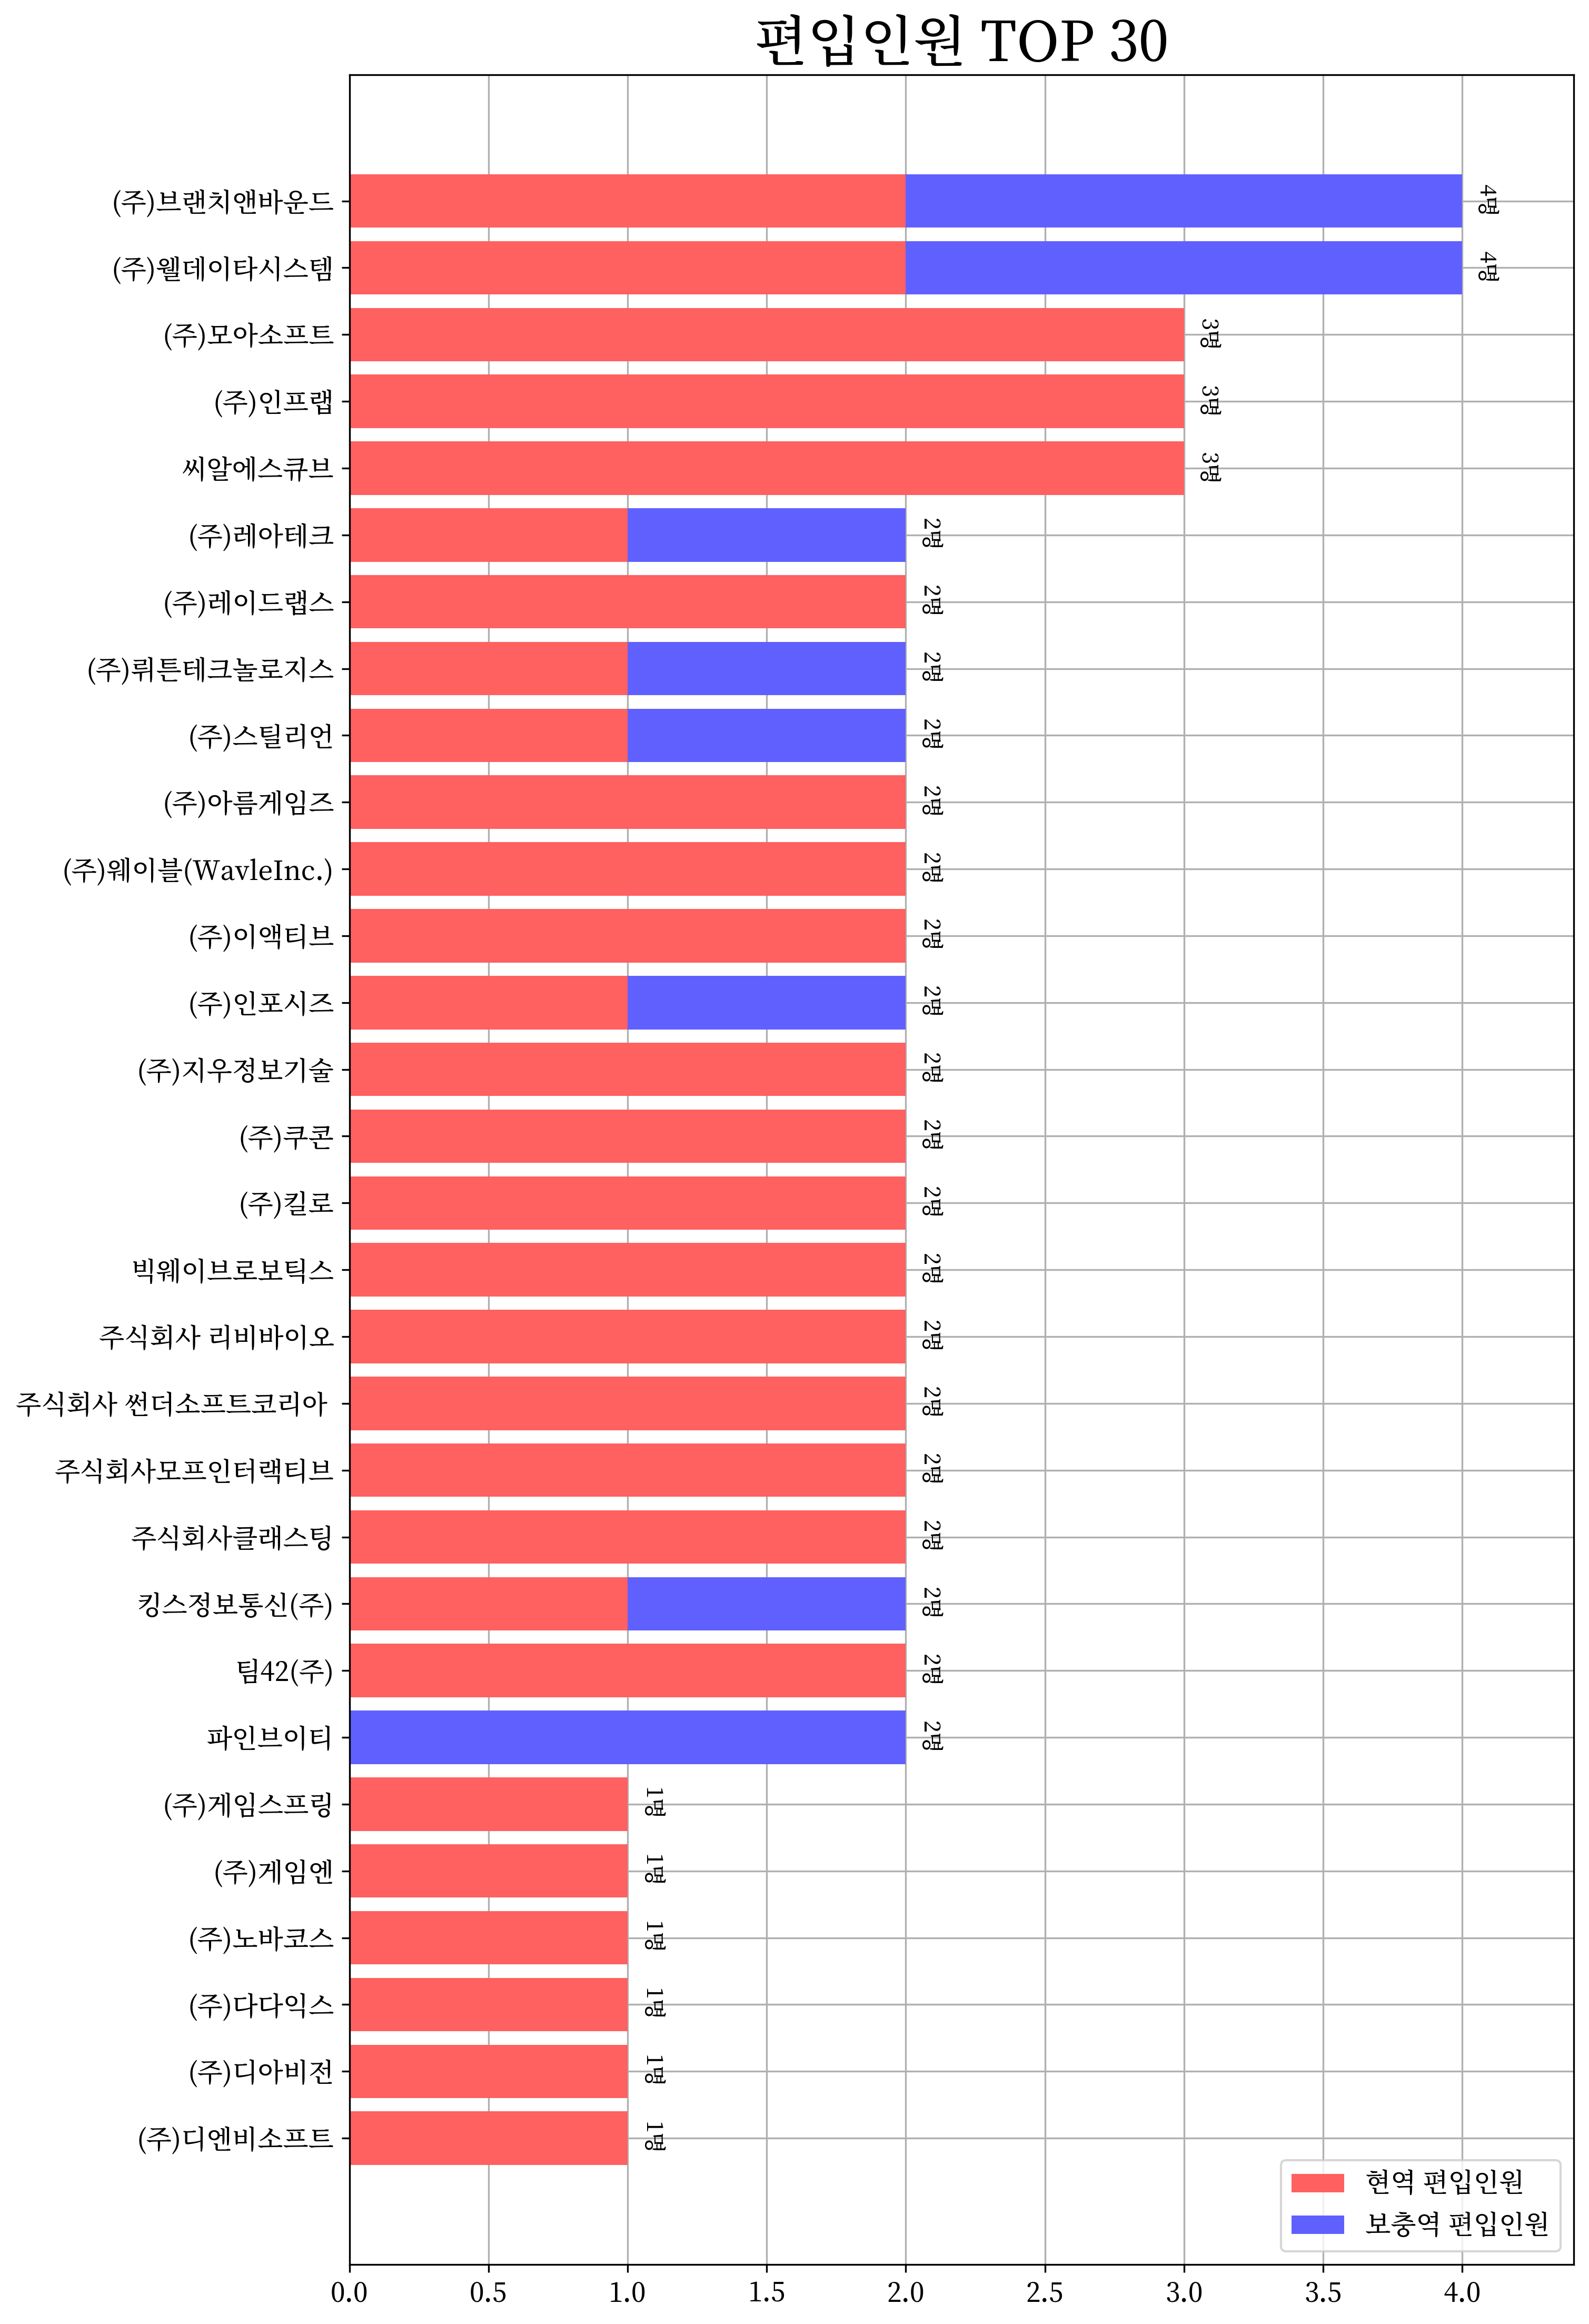 편입인원 TOP 30
(주)브랜치앤바운드 4명
(주)웰데이타시스템 4명
(주)모아소프트 3명
(주)인프랩 3명
씨알에스큐브 3명
(주)레아테크 2명
(주)레이드랩스 2명
(주)뤼튼테크놀로지스 2명
(주)스틸리언 2명
(주)아름게임즈 2명
(주)웨이블(WavleInc.) 2명
(주)이액티브 2명
(주)인포시즈 2명
(주)지우정보기술 2명
(주)쿠콘 2명
(주)킬로 2명
빅웨이브로보틱스 2명
주식회사 리비바이오 2명
주식회사 썬더소프트코리아 2명
주식회사모프인터랙티브 2명
주식회사클래스팅 2명
킹스정보통신(주) 2명
팀42(주) 2명
파인브이티 2명
(주)게임스프링 1명
(주)게임엔 1명
(주)노바코스 1명
(주)다다익스 1명
(주)디아비전 1명
(주)디엔비소프트 1명
현역 편입인원
보충역 편입인원
0.0 0.5 1.0 1.5 2.0 2.5 3.0 3.5 4.0